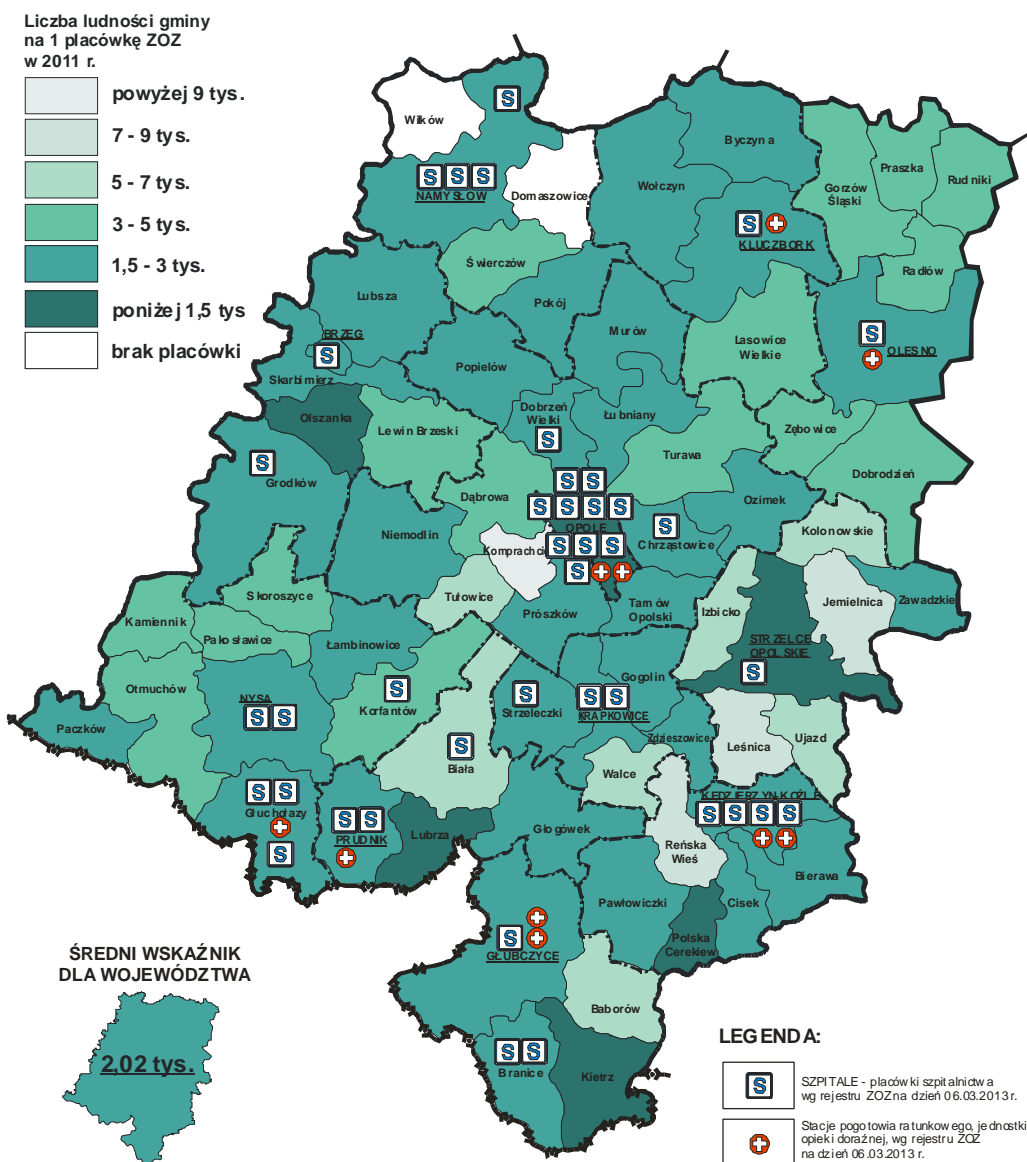 Liczba ludności gminy
na 1 placówkę ZOZ
w 2011 r.
powyżej 9 tys.
7 - 9 tys.
5 - 7 tys.
3 - 5 tys.
1,5 - 3 tys.
poniżej 1,5 tys
brak placówki
Wilków
S
NAMYSŁÓW
S S S
Domaszowice
Wołczyn
Byczyna
S
KLUCZBORK
Gorzów
Śląski
Praszka
Rudniki
Radłów
Świerczów
Lubsza
Pokój
Murów
Lasowice
Wielkie
S
OLESNO
BRZEG
S
Skarbimierz
Popielów
Olszanka
Lewin Brzeski
Dobrzeń
Wielki
S
Łubniany
Turawa
Zębowice
Dobrodzień
S
Grodków
Dąbrowa
S S
S S S S
OPOLE
S S S
S
S
Chrząstowice
Ozimek
Kolonowskie
Niemodlin
Komprachcice
Tułowice
Prószków
Tarnów
Opolski
Izbicko
Jemielnica
Zawadzkie
STRZELCE
OPOLSKIE
S
Skoroszyce
Kamiennik
Pakosławice
Łambinowice
Otmuchów
NYSA
S S
S
Korfantów
S
Strzeleczki
Gogolin
S S
KRAPKOWICE
Zdzieszowice
Leśnica
Ujazd
Paczków
S
Biała
Walce
S S
Głuchołazy
S
S S
PRUDNIK
Lubrza
Głogówek
KĘDZIERZYN-KOŹLE
S S S S
Reńska
Wieś
Bierawa
Pawłowiczki
Cisek
Polska
Cerekiew
S
GŁUBCZYCE
Baborów
S S
Branice
Kietrz
ŚREDNI WSKAŹNIK
DLA WOJEWÓDZTWA
2,02 tys.
LEGENDA:
S
SZPITALE - placówki szpitalnictwa
wg rejestru ZOZ na dzień 06.03.2013 r.
Stacje pogotowia ratunkowego, jednostki
opieki doraźnej, wg rejestru ZOZ
na dzień 06.03.2013 r.